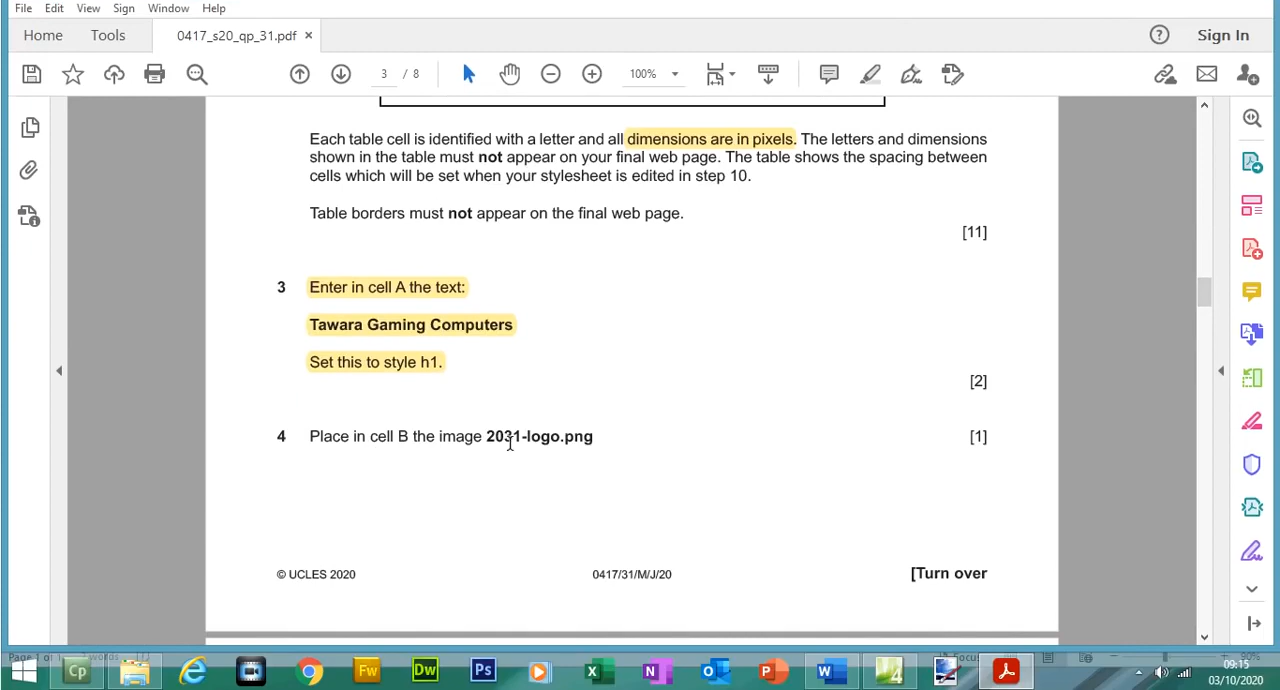 File Edit View Sign Window Help
Home Tools 0417_s20_qp_31.pdf × Sign In
3 / 8 100%
Each table cell is identified with a letter and all dimensions are in pixels. The letters and dimensions
shown in the table must not appear on your final web page. The table shows the spacing between
cells which will be set when your stylesheet is edited in step 10.
Table borders must not appear on the final web page.
[11]
3 Enter in cell A the text:
Tawara Gaming Computers
Set this to style h1.
[2]
4 Place in cell B the image 2031-logo.png [1]
© UCLES 2020 0417/31/M/J/20 [Turn over
Cp Fw Dw Ps 4 09:15
03/10/2020